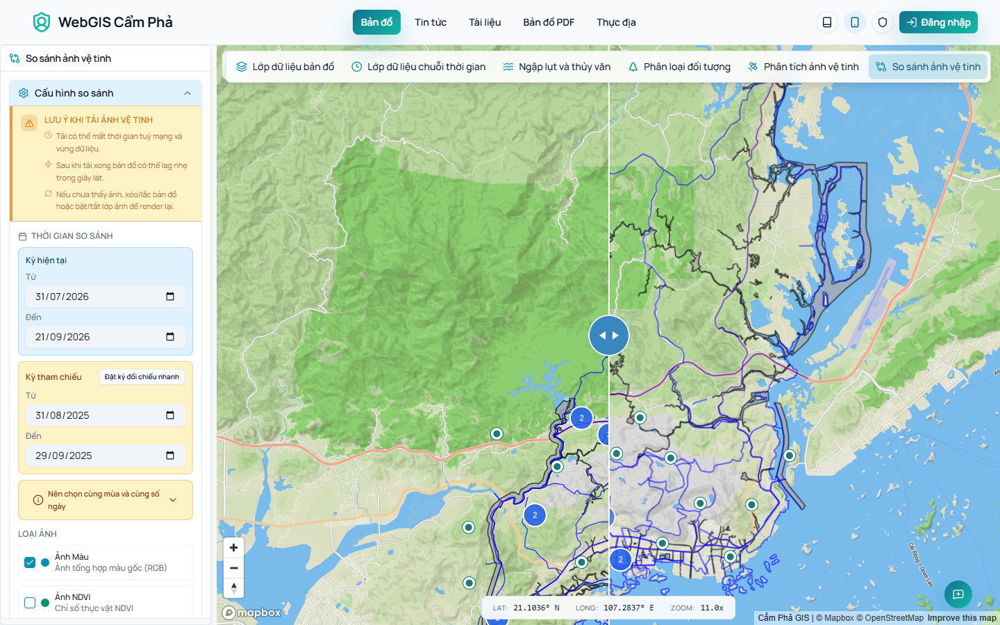 WebGIS Cẩm Phả
Bản đồ
Tin tức
Tài liệu
Bản đồ PDF
Thực địa
Đăng nhập
So sánh ảnh vệ tinh
Cấu hình so sánh
LƯU Ý KHI TẢI ẢNH VỆ TINH
Tải có thể mất thời gian tuỳ mạng và
vùng dữ liệu.
Sau khi tải xong bản đồ có thể lag nhẹ
trong giây lát.
Nếu chưa thấy ảnh, kéo/lắc bản đồ
hoặc bật/tắt lớp ảnh để render lại.
THỜI GIAN SO SÁNH
Kỳ hiện tại
Từ
31/07/2026
Đến
21/09/2026
Kỳ tham chiếu
Đặt kỳ đối chiếu nhanh
Từ
31/08/2025
Đến
29/09/2025
Nên chọn cùng mùa và cùng số
ngày
LOẠI ẢNH
Ảnh Màu
Ảnh tổng hợp màu gốc (RGB)
Ảnh NDVI
Chỉ số thực vật NDVI
Lớp dữ liệu bản đồ
Lớp dữ liệu chuỗi thời gian
Ngập lụt và thủy văn
Phân loại đối tượng
Phân tích ảnh vệ tinh
So sánh ảnh vệ tinh
2
2
2
Cái Rồng - Quan Lạn
mapbox
LAT: 21.1036° N
LONG: 107.2837° E
ZOOM: 11.0x
Cẩm Phả GIS | © Mapbox © OpenStreetMap Improve this map